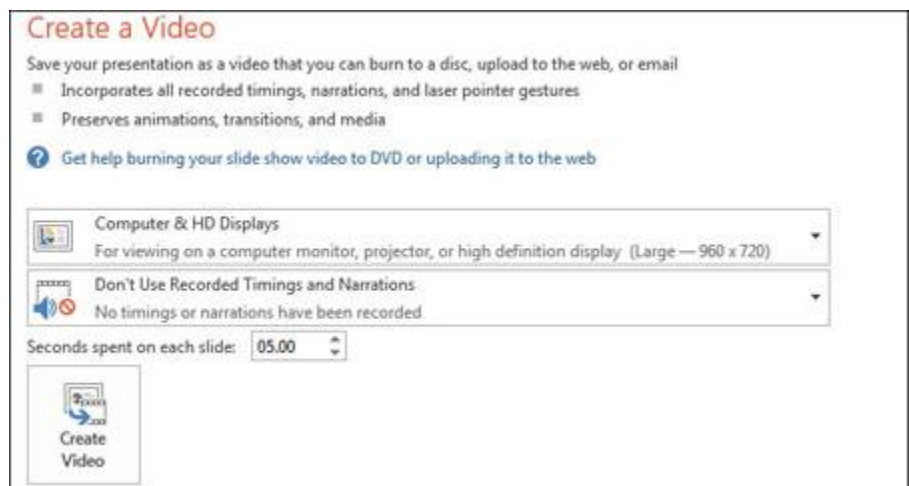 Create a Video
Save your presentation as a video that you can burn to a disc, upload to the web, or email
Incorporates all recorded timings, narrations, and laser pointer gestures
Preserves animations, transitions, and media
? Get help burning your slide show video to DVD or uploading it to the web
Computer & HD Displays
For viewing on a computer monitor, projector, or high definition display (Large — 960 x 720)
Don't Use Recorded Timings and Narrations
No timings or narrations have been recorded
Seconds spent on each slide: 05.00
Create
Video